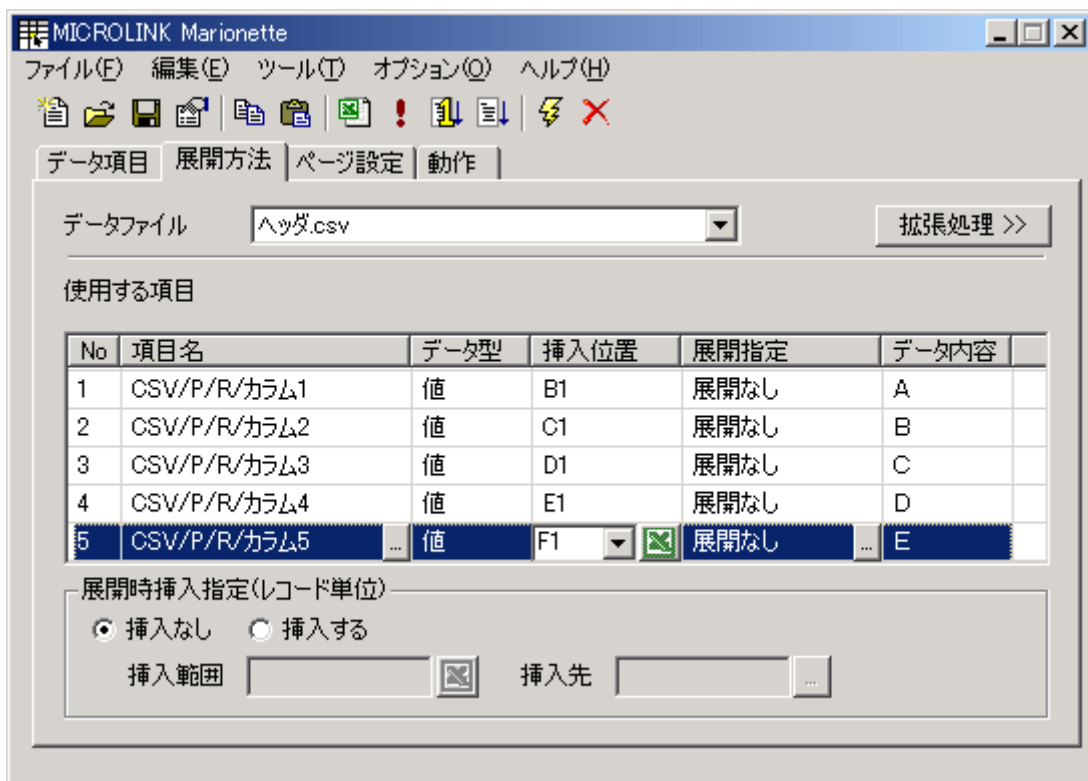 MICROLINK Marionette
ファイル(F) 編集(E) ツール(T) オプション(O) ヘルプ(H)
データ項目 展開方法 ページ設定 動作
データファイル ヘッダ.csv 拡張処理 >>
使用する項目
No 項目名 データ型 挿入位置 展開指定 データ内容
1 CSV/P/R/カラム1 値 B1 展開なし A
2 CSV/P/R/カラム2 値 C1 展開なし B
3 CSV/P/R/カラム3 値 D1 展開なし C
4 CSV/P/R/カラム4 値 E1 展開なし D
5 CSV/P/R/カラム5 ... 値 F1 展開なし ... E
展開時挿入指定(レコード単位)
挿入なし 挿入する
挿入範囲 挿入先 ...